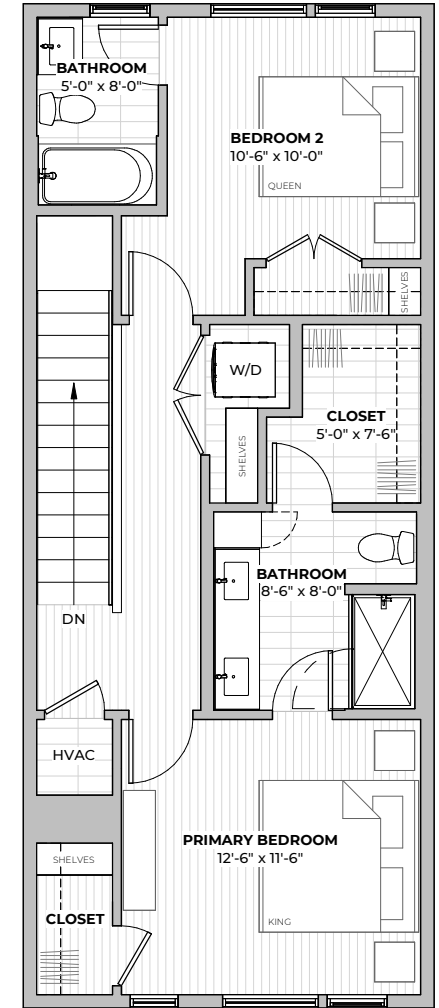 BATHROOM
5'-0" x 8'-0"
BEDROOM 2
10'-6" x 10'-0"
QUEEN
SHELVES
W/D
CLOSET
5'-0" x 7'-6"
SHELVES
BATHROOM
8'-6" x 8'-0"
DN
HVAC
PRIMARY BEDROOM
12'-6" x 11'-6"
SHELVES
CLOSET
KING